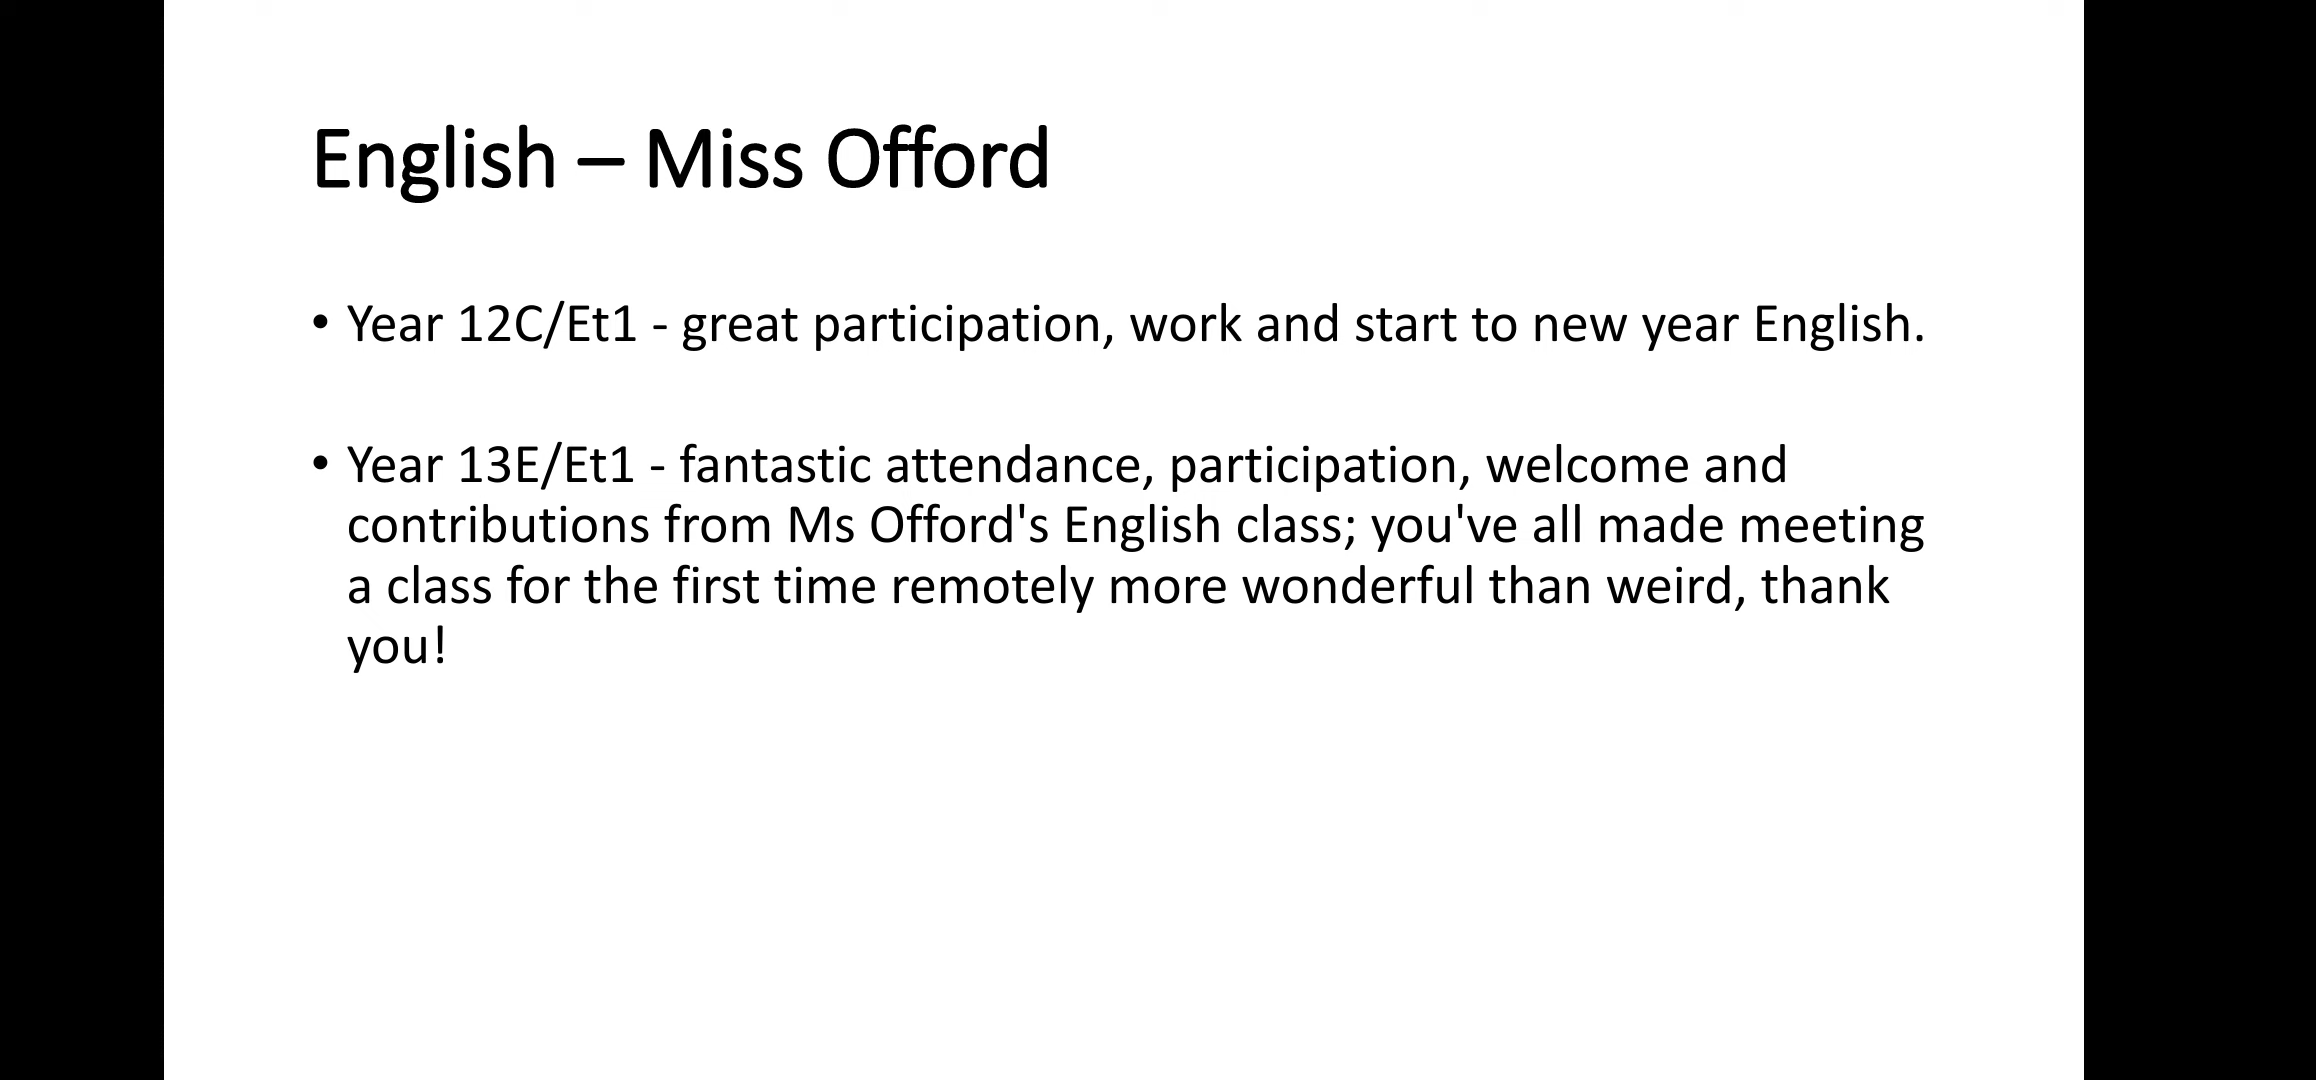 English – Miss Offord
• Year 12C/Et1 - great participation, work and start to new year English.
• Year 13E/Et1 - fantastic attendance, participation, welcome and
contributions from Ms Offord's English class; you've all made meeting
a class for the first time remotely more wonderful than weird, thank
you!